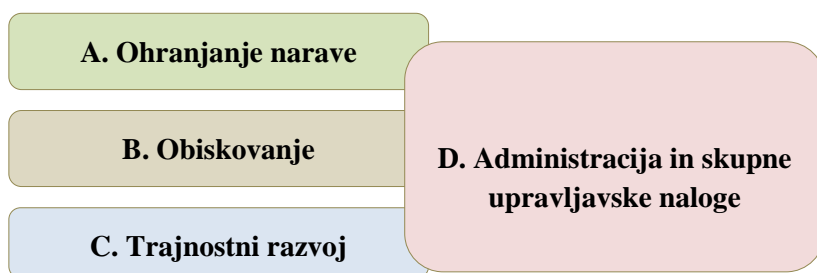 A. Ohranjanje narave
B. Obiskovanje
C. Trajnostni razvoj
D. Administracija in skupne
upravljavske naloge